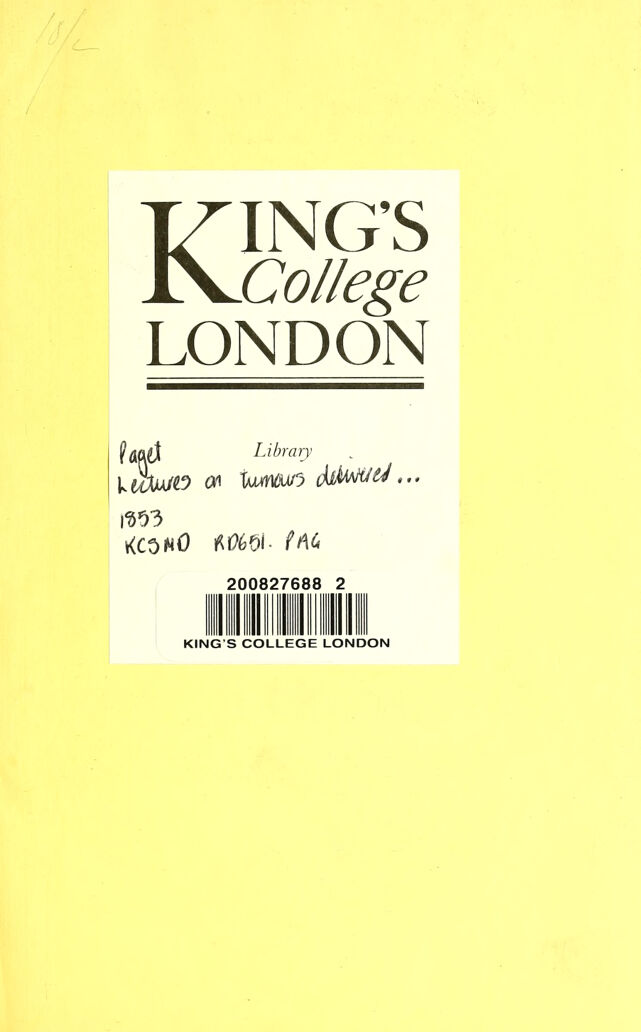 18/-
KING'S
College
LONDON
Library
Paget
Lectures on tumours delivered...
1853
KCSMD RD651. PAG
200827688 2
KING'S COLLEGE LONDON